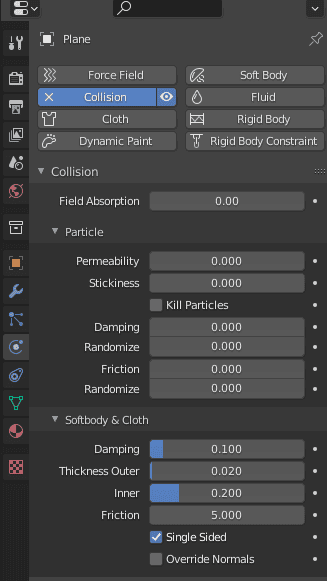 Plane
Force Field Soft Body
Collision Fluid
Cloth Rigid Body
Dynamic Paint Rigid Body Constraint
Collision
Field Absorption 0.00
Particle
Permeability 0.000
Stickiness 0.000
Kill Particles
Damping 0.000
Randomize 0.000
Friction 0.000
Randomize 0.000
Softbody & Cloth
Damping 0.100
Thickness Outer 0.020
Inner 0.200
Friction 5.000
Single Sided
Override Normals